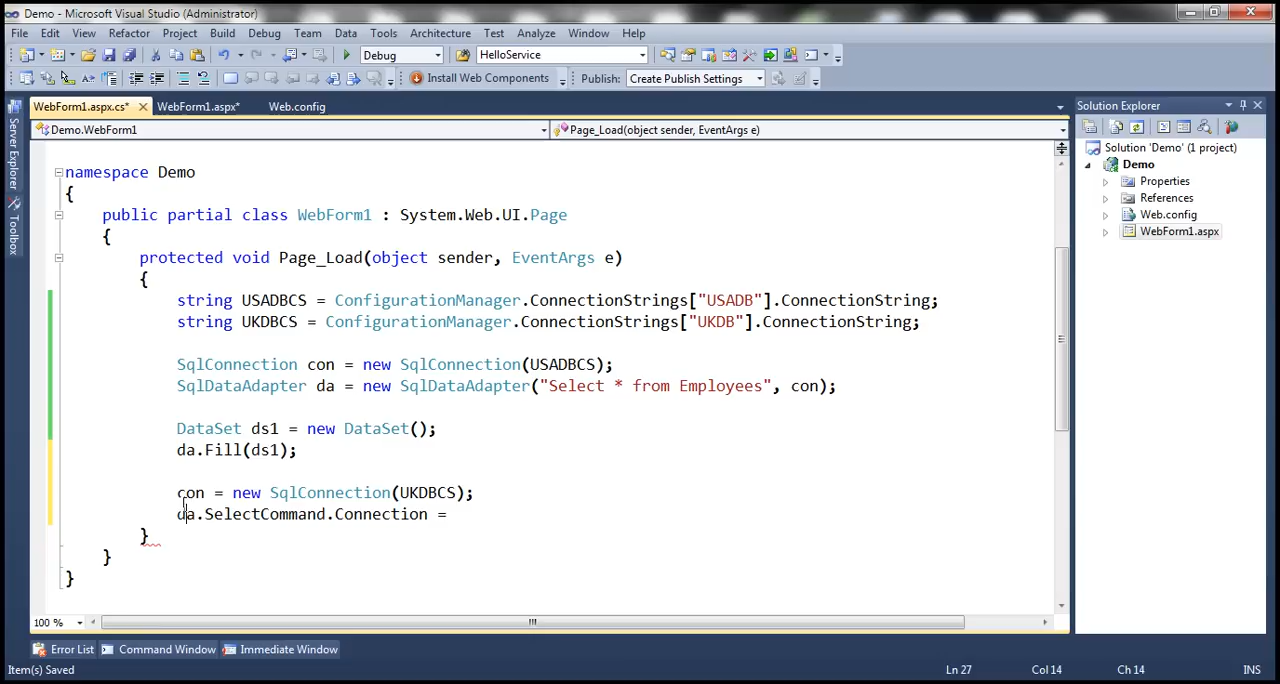 Demo - Microsoft Visual Studio (Administrator)
File Edit View Refactor Project Build Debug Team Data Tools Architecture Test Analyze Window Help
Debug HelloService
Install Web Components Publish: Create Publish Settings
WebForm1.aspx.cs* WebForm1.aspx* Web.config
Demo.WebForm1 Page_Load(object sender, EventArgs e)
Server Explorer
Toolbox
namespace Demo
{
public partial class WebForm1 : System.Web.UI.Page
{
protected void Page_Load(object sender, EventArgs e)
{
string USADBCS = ConfigurationManager.ConnectionStrings["USADB"].ConnectionString;
string UKDBCS = ConfigurationManager.ConnectionStrings["UKDB"].ConnectionString;
SqlConnection con = new SqlConnection(USADBCS);
SqlDataAdapter da = new SqlDataAdapter("Select * from Employees", con);
DataSet ds1 = new DataSet();
da.Fill(ds1);
con = new SqlConnection(UKDBCS);
da.SelectCommand.Connection =
}
}
}
Solution Explorer
Solution 'Demo' (1 project)
Demo
Properties
References
Web.config
WebForm1.aspx
100 %
Error List Command Window Immediate Window
Item(s) Saved Ln 27 Col 14 Ch 14 INS